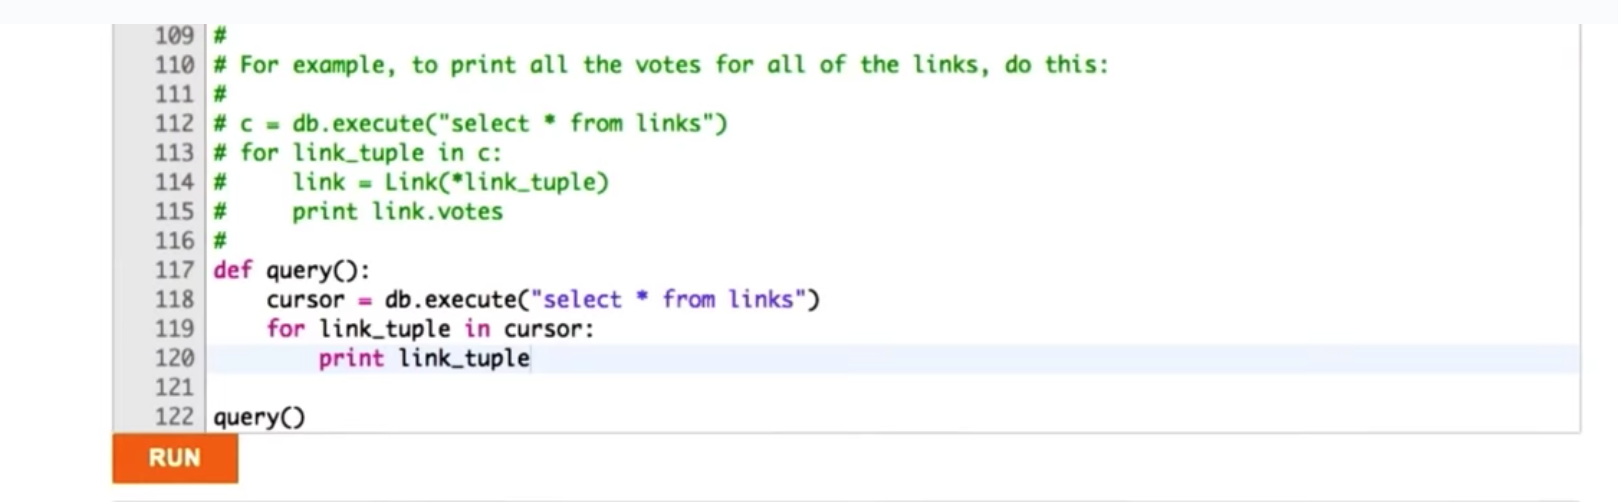 109 #
110 # For example, to print all the votes for all of the links, do this:
111 #
112 # c = db.execute("select * from links")
113 # for link_tuple in c:
114 #     link = Link(*link_tuple)
115 #     print link.votes
116 #
117 def query():
118     cursor = db.execute("select * from links")
119     for link_tuple in cursor:
120         print link_tuple
121
122 query()
RUN